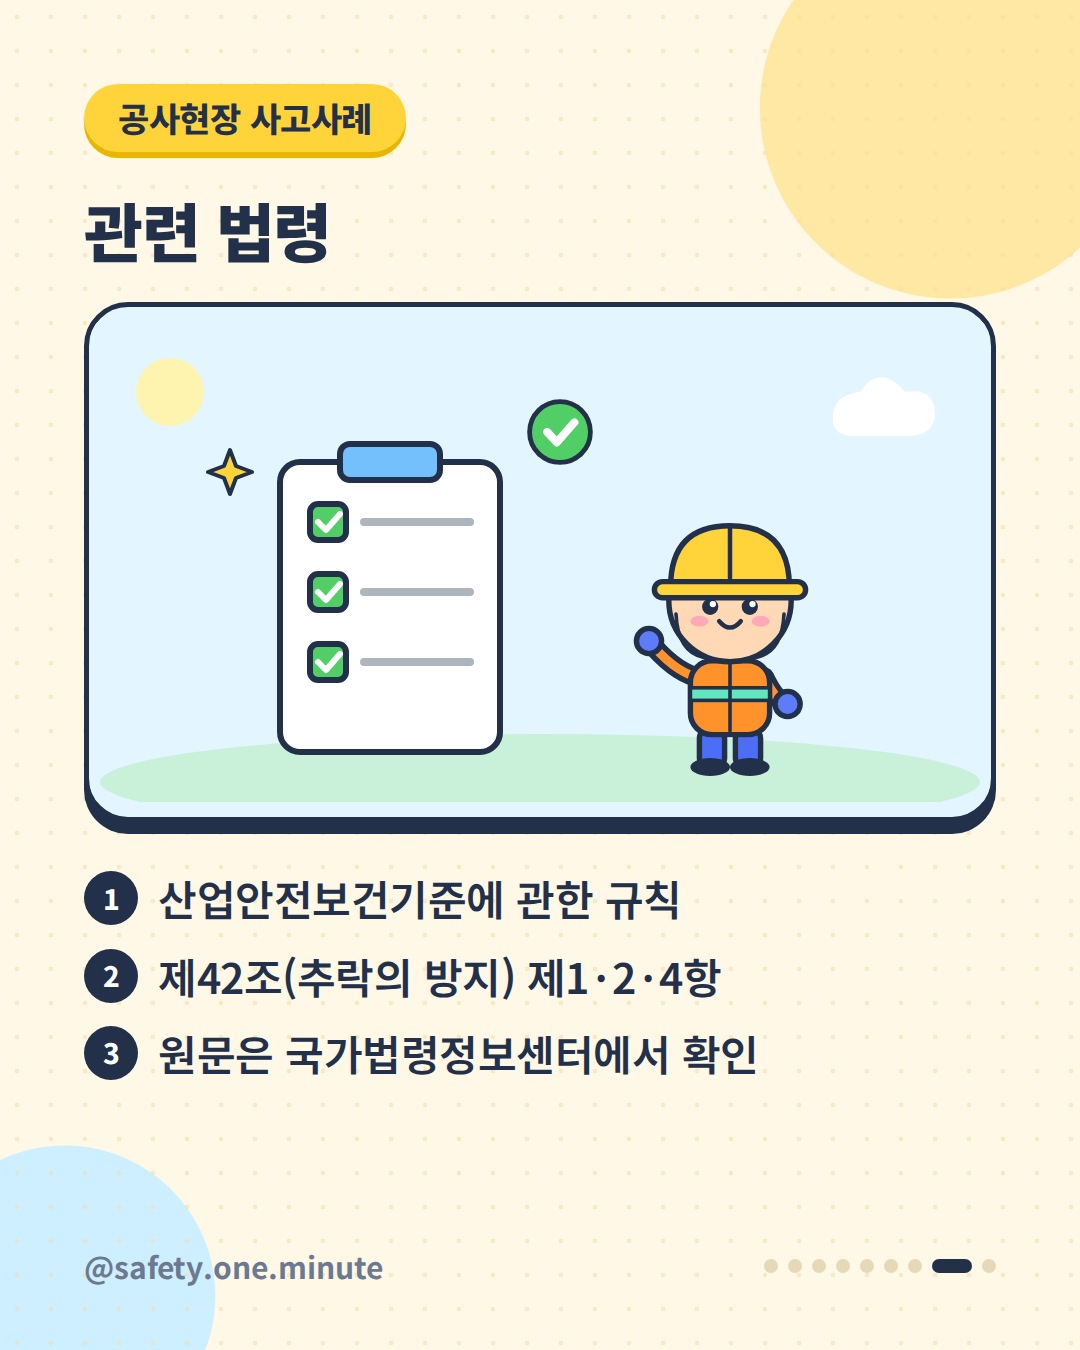 공사현장 사고사례
관련 법령
1 산업안전보건기준에 관한 규칙
2 제42조(추락의 방지) 제1·2·4항
3 원문은 국가법령정보센터에서 확인
@safety.one.minute